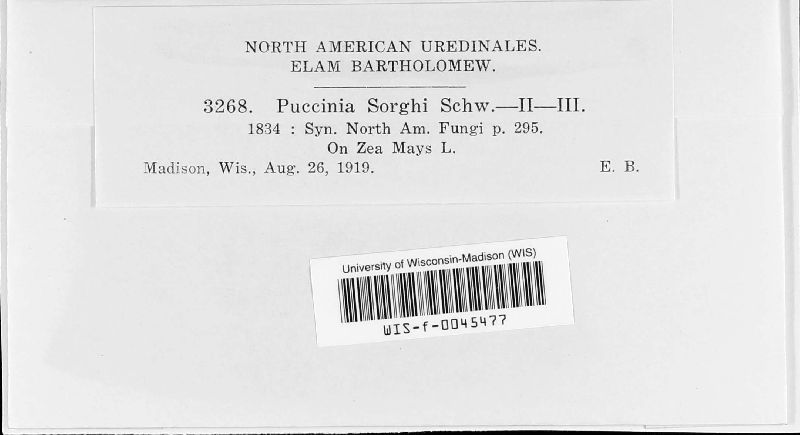 NORTH AMERICAN UREDINALES.
ELAM BARTHOLOMEW.
3268. Puccinia Sorghi Schw.—II—III.
1834 : Syn. North Am. Fungi p. 295.
On Zea Mays L.
Madison, Wis., Aug. 26, 1919. E. B.
University of Wisconsin-Madison (WIS)
WIS-f-0045477